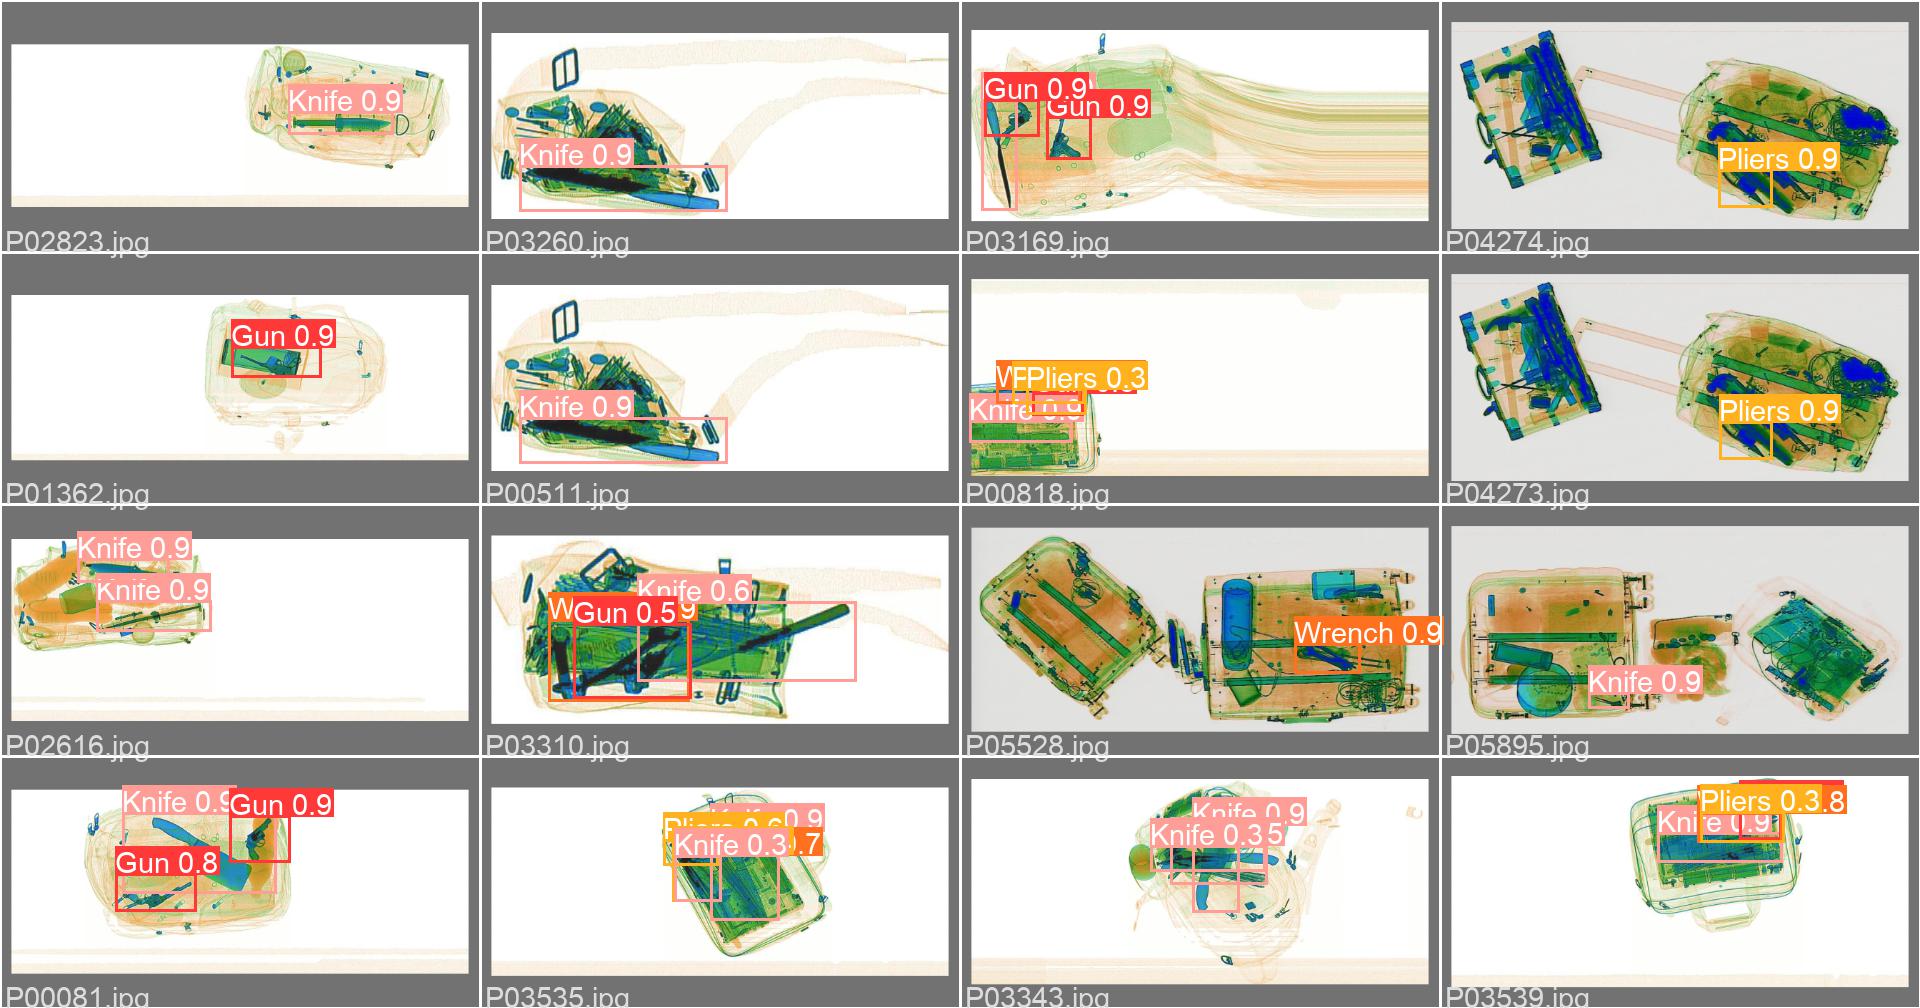 Knife 0.9
P02823.jpg
Knife 0.9
P03260.jpg
Gun 0.9
Gun 0.9
P03169.jpg
Pliers 0.9
P04274.jpg
Gun 0.9
P01362.jpg
Knife 0.9
P00511.jpg
Pliers 0.3
Knife 0.9
P00818.jpg
Pliers 0.9
P04273.jpg
Knife 0.9
Knife 0.9
P02616.jpg
Knife 0.6
Gun 0.5
P03310.jpg
Wrench 0.9
P05528.jpg
Knife 0.9
P05895.jpg
Knife 0.9
Gun 0.9
Gun 0.8
P00081.jpg
0.9
Pliers 0.6
Knife 0.3
.7
P03535.jpg
Knife 0.9
Knife 0.3
5
P03343.jpg
Pliers 0.3
.8
Knife 0.9
P03539.jpg